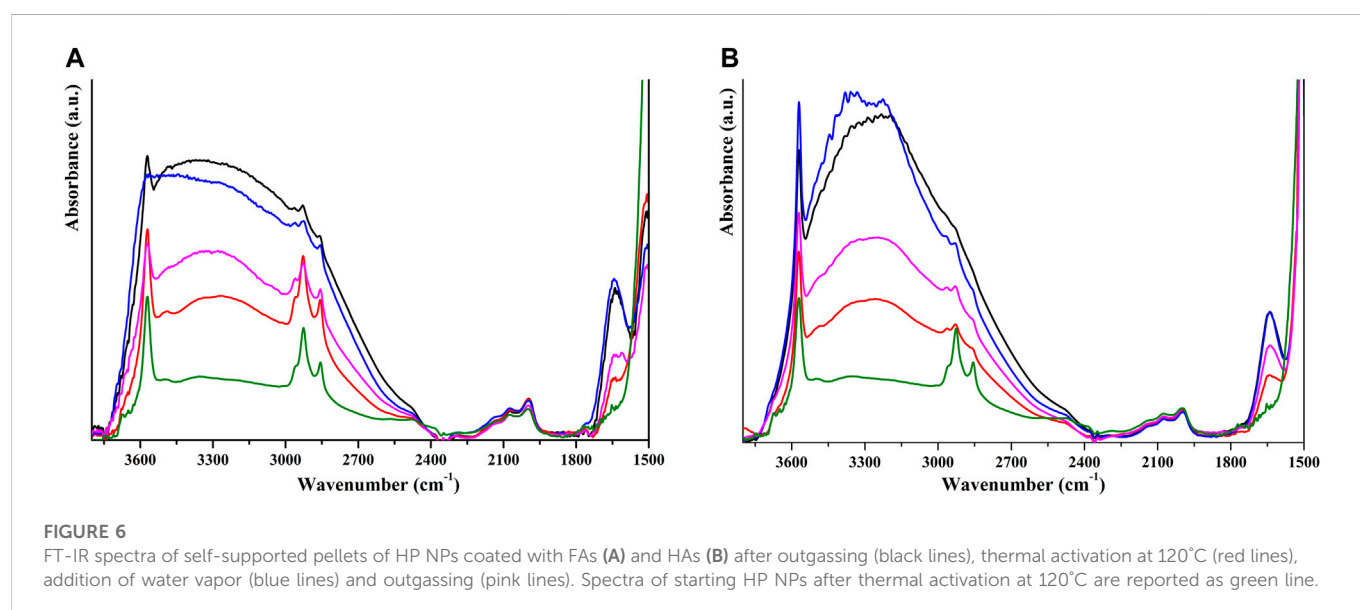 A
B
Absorbance (a.u.)
Absorbance (a.u.)
3600 3300 3000 2700 2400 2100 1800 1500
3600 3300 3000 2700 2400 2100 1800 1500
Wavenumber (cm⁻¹)
Wavenumber (cm⁻¹)
FIGURE 6
FT-IR spectra of self-supported pellets of HP NPs coated with FAs (A) and HAs (B) after outgassing (black lines), thermal activation at 120°C (red lines),
addition of water vapor (blue lines) and outgassing (pink lines). Spectra of starting HP NPs after thermal activation at 120°C are reported as green line.